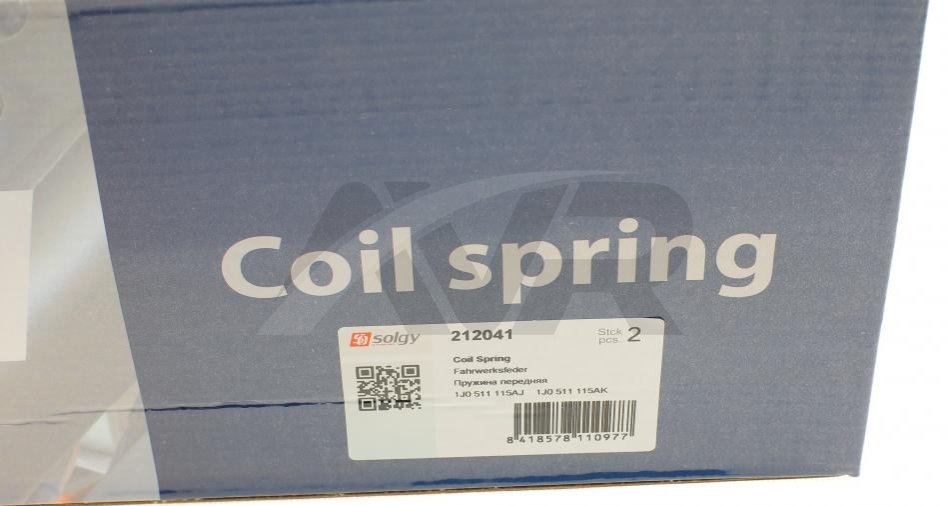 AVR
Coil spring
solgy 212041 Stck pcs. 2
Coil Spring
Fahrwerksfeder
Пружина передняя
1J0 511 115AJ 1J0 511 115AK
8 418578 110977